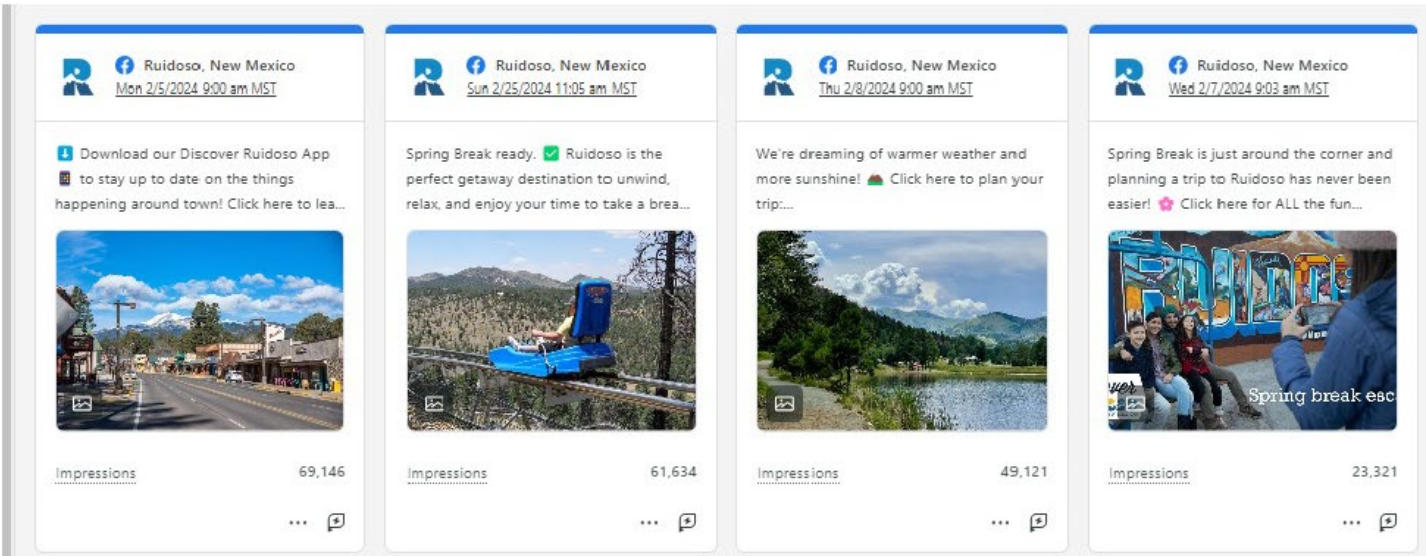 Ruidoso, New Mexico
Mon 2/5/2024 9:00 am MST
Download our Discover Ruidoso App
to stay up to date on the things
happening around town! Click here to lea...
Impressions 69,146
Ruidoso, New Mexico
Sun 2/25/2024 11:05 am MST
Spring Break ready. ✅ Ruidoso is the
perfect getaway destination to unwind,
relax, and enjoy your time to take a brea...
Impressions 61,634
Ruidoso, New Mexico
Thu 2/8/2024 9:00 am MST
We're dreaming of warmer weather and
more sunshine! Click here to plan your
trip:...
Impressions 49,121
Ruidoso, New Mexico
Wed 2/7/2024 9:03 am MST
Spring Break is just around the corner and
planning a trip to Ruidoso has never been
easier! 🌸 Click here for ALL the fun...
RUIDOSO
Spring break esc
Impressions 23,321